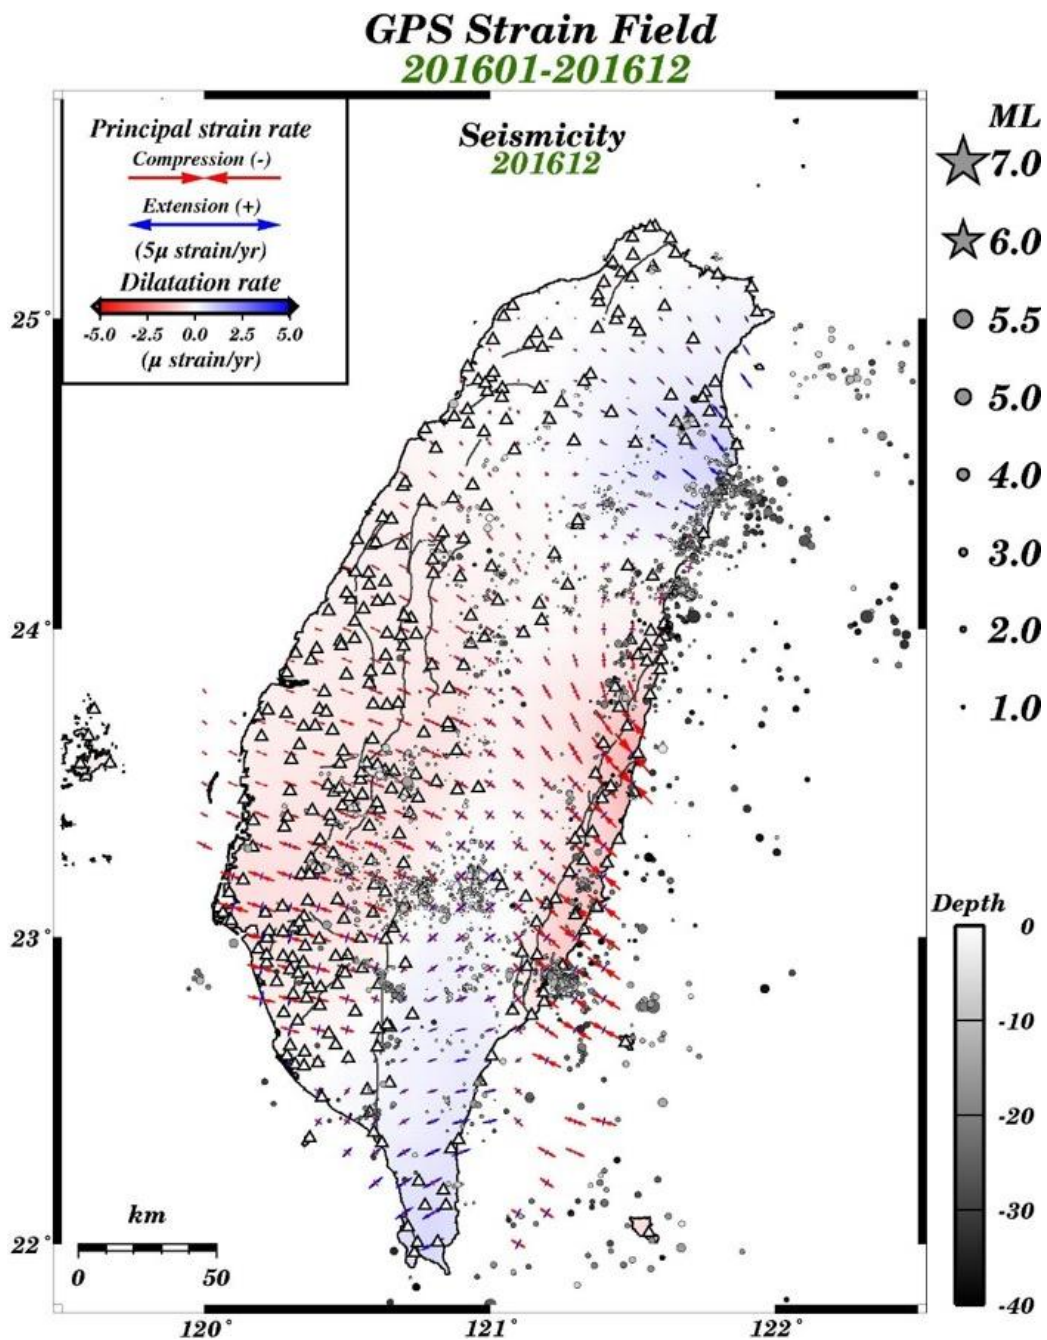 GPS Strain Field
201601-201612
Principal strain rate
Compression (-)
Extension (+)
(5μ strain/yr)
Dilatation rate
-5.0 -2.5 0.0 2.5 5.0
(μ strain/yr)
Seismicity
201612
ML
7.0
6.0
5.5
5.0
4.0
3.0
2.0
1.0
25°
24°
23°
22°
Depth
0
-10
-20
-30
-40
km
0 50
120° 121° 122°